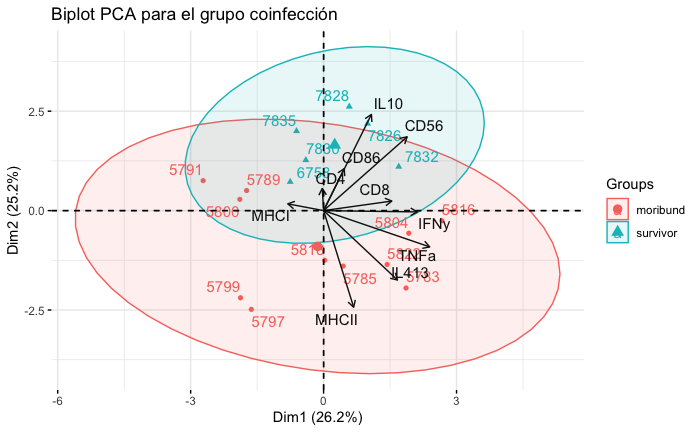 Biplot PCA para el grupo coinfección
Dim2 (25.2%)
2.5
0.0
-2.5
7828
IL10
7835
7826
CD56
7830
CD86
7832
5791
6758
CD4
5789
CD8
5800
MHCI
5816
5804
IFNy
TNFa
5785
IL413
5783
5799
5797
MHCII
-6
-3
0
3
Dim1 (26.2%)
Groups
moribund
survivor